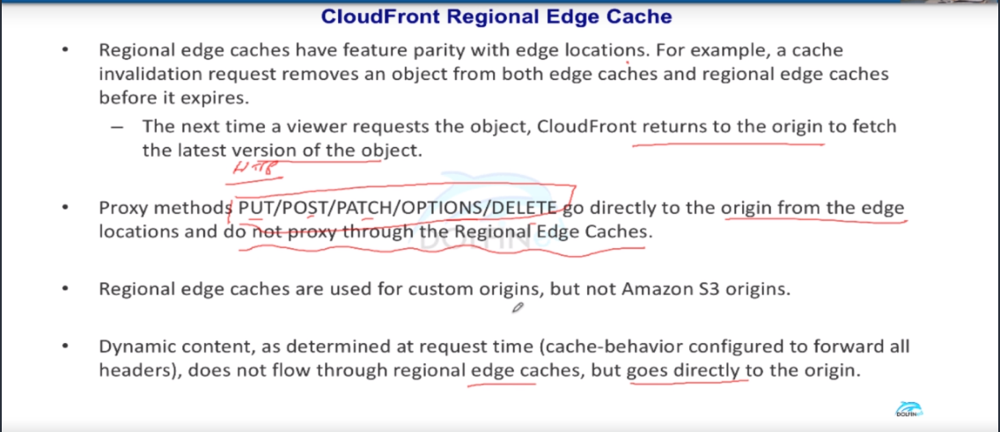 CloudFront Regional Edge Cache
• Regional edge caches have feature parity with edge locations. For example, a cache
invalidation request removes an object from both edge caches and regional edge caches
before it expires.
– The next time a viewer requests the object, CloudFront returns to the origin to fetch
the latest version of the object.
HTTP
• Proxy methods PUT/POST/PATCH/OPTIONS/DELETE go directly to the origin from the edge
locations and do not proxy through the Regional Edge Caches.
• Regional edge caches are used for custom origins, but not Amazon S3 origins.
• Dynamic content, as determined at request time (cache-behavior configured to forward all
headers), does not flow through regional edge caches, but goes directly to the origin.
DOLFIN